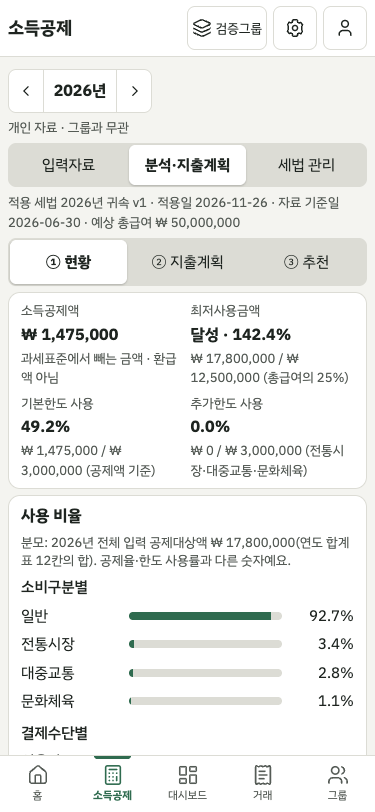 소득공제
검증그룹
2026년
개인 자료 · 그룹과 무관
입력자료
분석·지출계획
세법 관리
적용 세법 2026년 귀속 v1 · 적용일 2026-11-26 · 자료 기준일
2026-06-30 · 예상 총급여 ₩ 50,000,000
① 현황
② 지출계획
③ 추천
소득공제액
₩ 1,475,000
과세표준에서 빼는 금액 · 환급
액 아님
최저사용금액
달성 · 142.4%
₩ 17,800,000 / ₩
12,500,000 (총급여의 25%)
기본한도 사용
49.2%
₩ 1,475,000 / ₩
3,000,000 (공제액 기준)
추가한도 사용
0.0%
₩ 0 / ₩ 3,000,000 (전통시
장·대중교통·문화체육)
사용 비율
분모: 2026년 전체 입력 공제대상액 ₩ 17,800,000(연도 합계
표 12칸의 합). 공제율·한도 사용률과 다른 숫자예요.
소비구분별
일반 92.7%
전통시장 3.4%
대중교통 2.8%
문화체육 1.1%
결제수단별
홈
소득공제
대시보드
거래
그룹